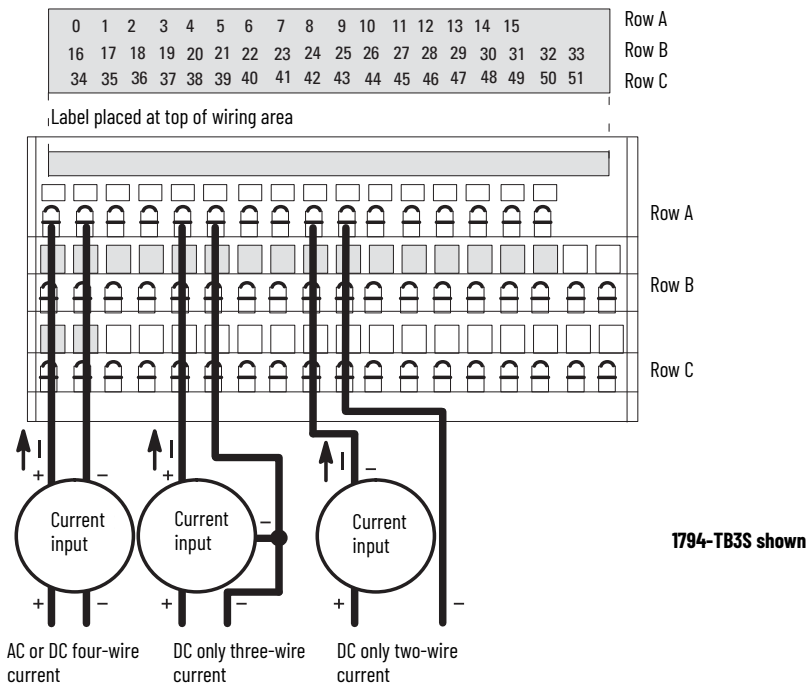 0 1 2 3 4 5 6 7 8 9 10 11 12 13 14 15 Row A
16 17 18 19 20 21 22 23 24 25 26 27 28 29 30 31 32 33 Row B
34 35 36 37 38 39 40 41 42 43 44 45 46 47 48 49 50 51 Row C
Label placed at top of wiring area
Row A
Row B
Row C
I I I
+ − + −
Current input
Current input
−
Current input
1794-TB3S shown
+ − + − + −
AC or DC four-wire current
DC only three-wire current
DC only two-wire current